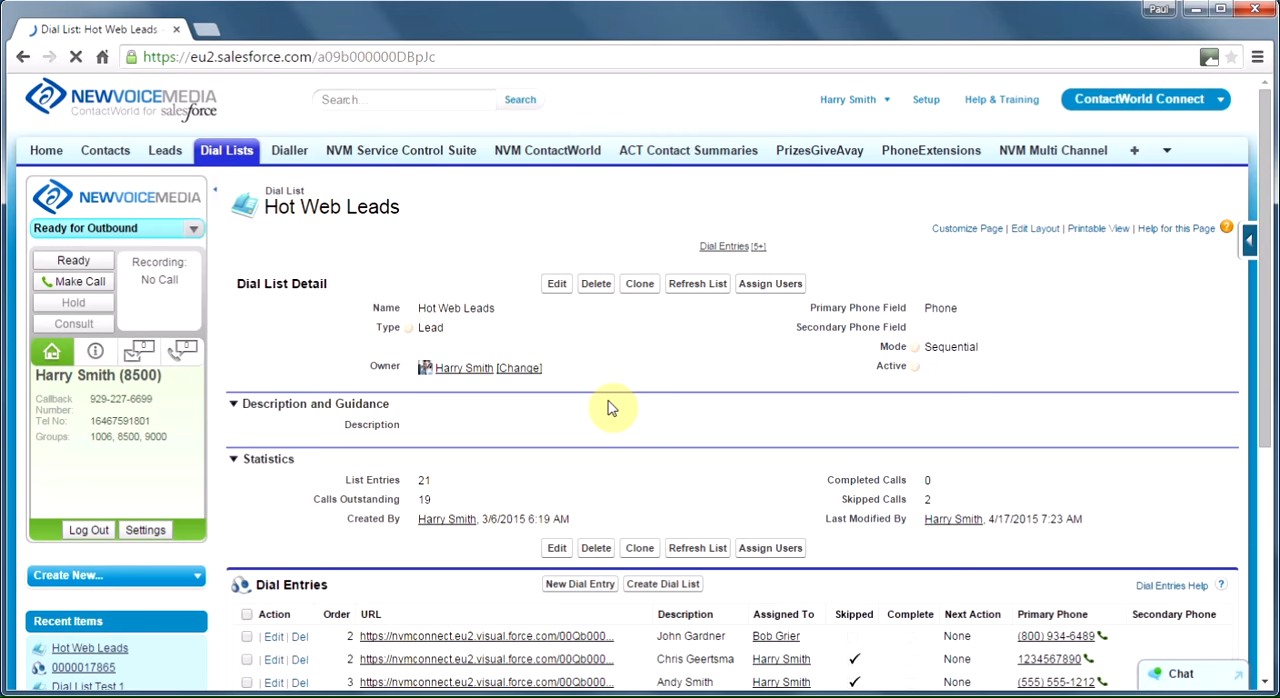 Paul
Dial List: Hot Web Leads
https://eu2.salesforce.com/a09b000000DBpJc
NEWVOICEMEDIA
ContactWorld for salesforce
Search...
Search
Harry Smith
Setup
Help & Training
ContactWorld Connect
Home Contacts Leads Dial Lists Dialler NVM Service Control Suite NVM ContactWorld ACT Contact Summaries PrizesGiveAvay PhoneExtensions NVM Multi Channel +
NEWVOICEMEDIA
Ready for Outbound
Ready
Make Call
Hold
Consult
Recording:
No Call
0
0
Harry Smith (8500)
Callback Number: 929-227-6699
Tel No: 16467591801
Groups: 1006, 8500, 9000
Log Out Settings
Create New...
Recent Items
Hot Web Leads
0000017865
Dial List Test 1
Dial List
Hot Web Leads
Customize Page | Edit Layout | Printable View | Help for this Page ?
Dial Entries [5+]
Dial List Detail Edit Delete Clone Refresh List Assign Users
Name Hot Web Leads Primary Phone Field Phone
Type Lead Secondary Phone Field
Mode Sequential
Owner Harry Smith [Change] Active
Description and Guidance
Description
Statistics
List Entries 21 Completed Calls 0
Calls Outstanding 19 Skipped Calls 2
Created By Harry Smith, 3/6/2015 6:19 AM Last Modified By Harry Smith, 4/17/2015 7:23 AM
Edit Delete Clone Refresh List Assign Users
Dial Entries New Dial Entry Create Dial List Dial Entries Help ?
Action Order URL Description Assigned To Skipped Complete Next Action Primary Phone Secondary Phone
| Edit | Del 2 https://nvmconnect.eu2.visual.force.com/00Qb000... John Gardner Bob Grier None (800) 934-6489
| Edit | Del 2 https://nvmconnect.eu2.visual.force.com/00Qb000... Chris Geertsma Harry Smith ✓ None 1234567890
| Edit | Del 3 https://nvmconnect.eu2.visual.force.com/00Qb000... Andy Smith Harry Smith ✓ None (555) 555-1212
Chat